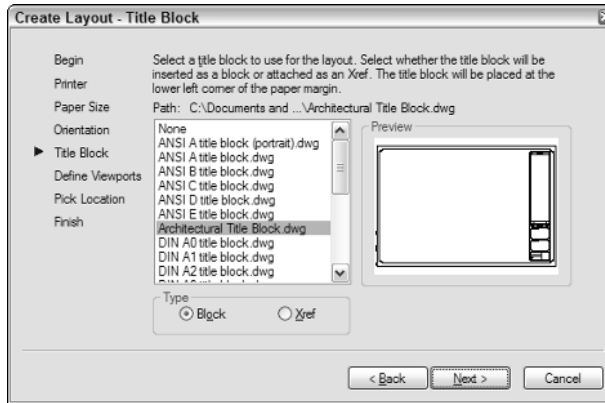 Create Layout - Title Block
Begin
Printer
Paper Size
Orientation
Title Block
Define Viewports
Pick Location
Finish
Select a title block to use for the layout. Select whether the title block will be
inserted as a block or attached as an Xref. The title block will be placed at the
lower left corner of the paper margin.
Path: C:\Documents and ...\Architectural Title Block.dwg
None
ANSI A title block (portrait).dwg
ANSI A title block.dwg
ANSI B title block.dwg
ANSI C title block.dwg
ANSI D title block.dwg
ANSI E title block.dwg
Architectural Title Block.dwg
DIN A0 title block.dwg
DIN A1 title block.dwg
DIN A2 title block.dwg
Preview
Type
Block
Xref
< Back
Next >
Cancel